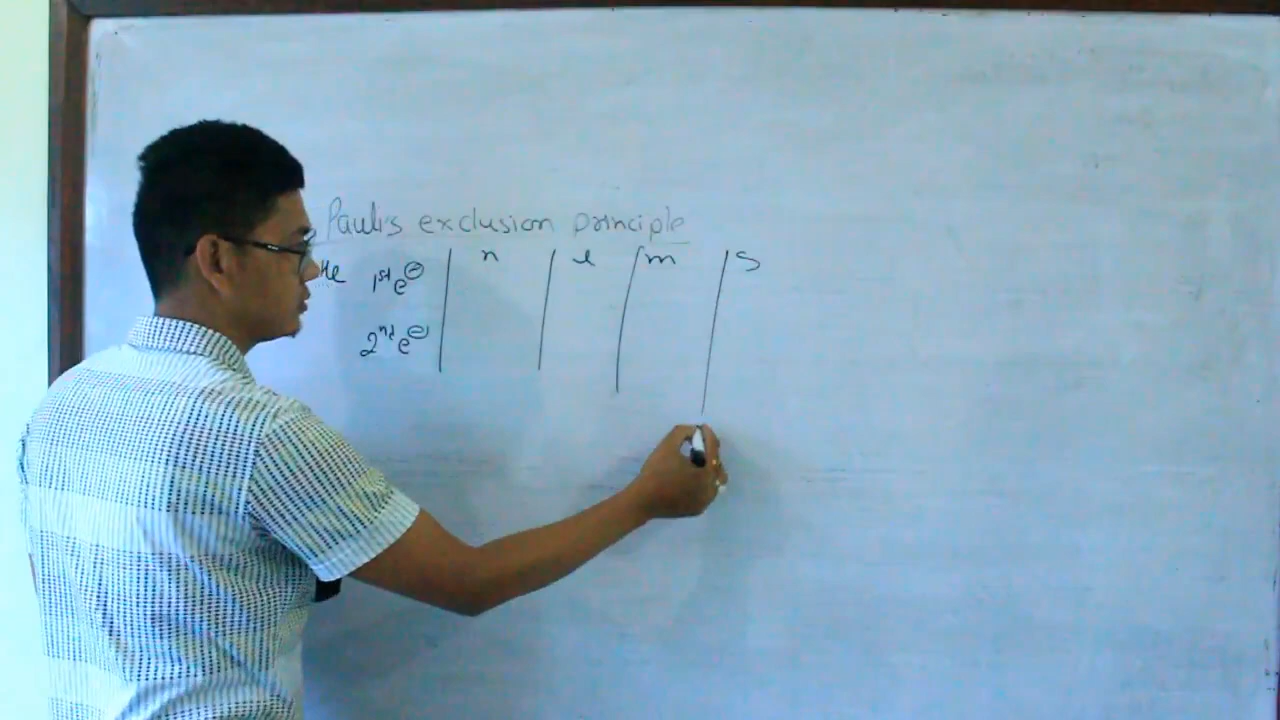 Pauli's exclusion principle
He 1st e⊖ | n | l | m | s
2nd e⊖